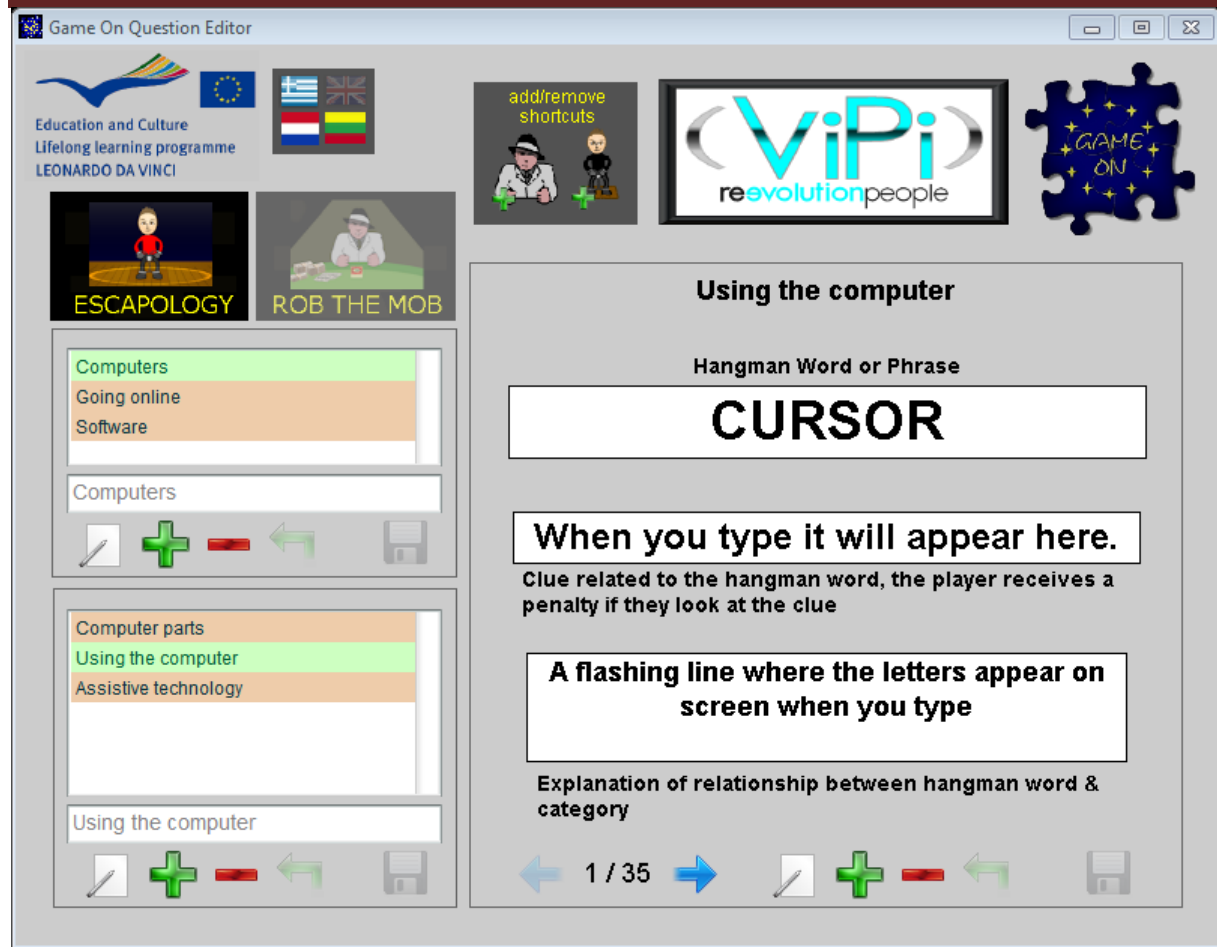 Game On Question Editor
Education and Culture
Lifelong learning programme
LEONARDO DA VINCI
add/remove
shortcuts
(ViPi)
reevolutionpeople
GAME
ON
ESCAPOLOGY
ROB THE MOB
Computers
Going online
Software
Computers
Computer parts
Using the computer
Assistive technology
Using the computer
Using the computer
Hangman Word or Phrase
CURSOR
When you type it will appear here.
Clue related to the hangman word, the player receives a
penalty if they look at the clue
A flashing line where the letters appear on
screen when you type
Explanation of relationship between hangman word &
category
1 / 35